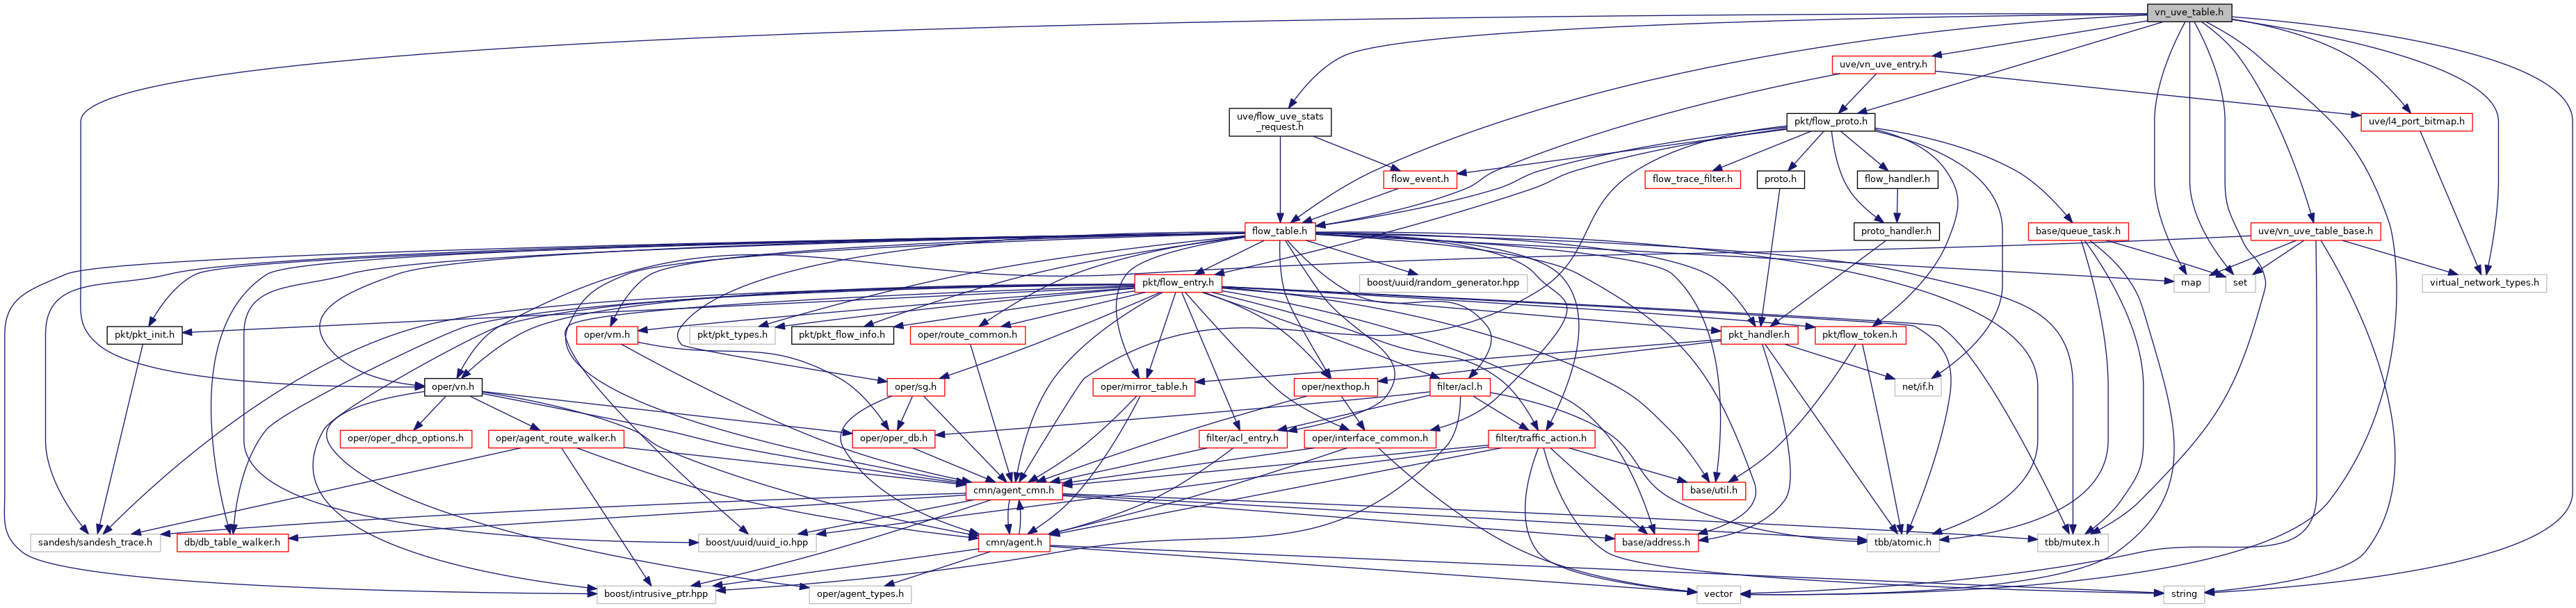 vn_uve_table.h
uve/vn_uve_entry.h
uve/flow_uve_stats
_request.h
pkt/flow_proto.h
uve/l4_port_bitmap.h
flow_event.h
flow_trace_filter.h
proto.h
flow_handler.h
flow_table.h
proto_handler.h
base/queue_task.h
uve/vn_uve_table_base.h
pkt/flow_entry.h
boost/uuid/random_generator.hpp
map
set
virtual_network_types.h
pkt/pkt_init.h
oper/vm.h
pkt/pkt_types.h
pkt/pkt_flow_info.h
oper/route_common.h
pkt_handler.h
pkt/flow_token.h
oper/vn.h
oper/sg.h
oper/mirror_table.h
oper/nexthop.h
filter/acl.h
net/if.h
oper/oper_dhcp_options.h
oper/agent_route_walker.h
oper/oper_db.h
filter/acl_entry.h
oper/interface_common.h
filter/traffic_action.h
cmn/agent_cmn.h
base/util.h
sandesh/sandesh_trace.h
db/db_table_walker.h
boost/uuid/uuid_io.hpp
cmn/agent.h
base/address.h
tbb/atomic.h
tbb/mutex.h
boost/intrusive_ptr.hpp
oper/agent_types.h
vector
string